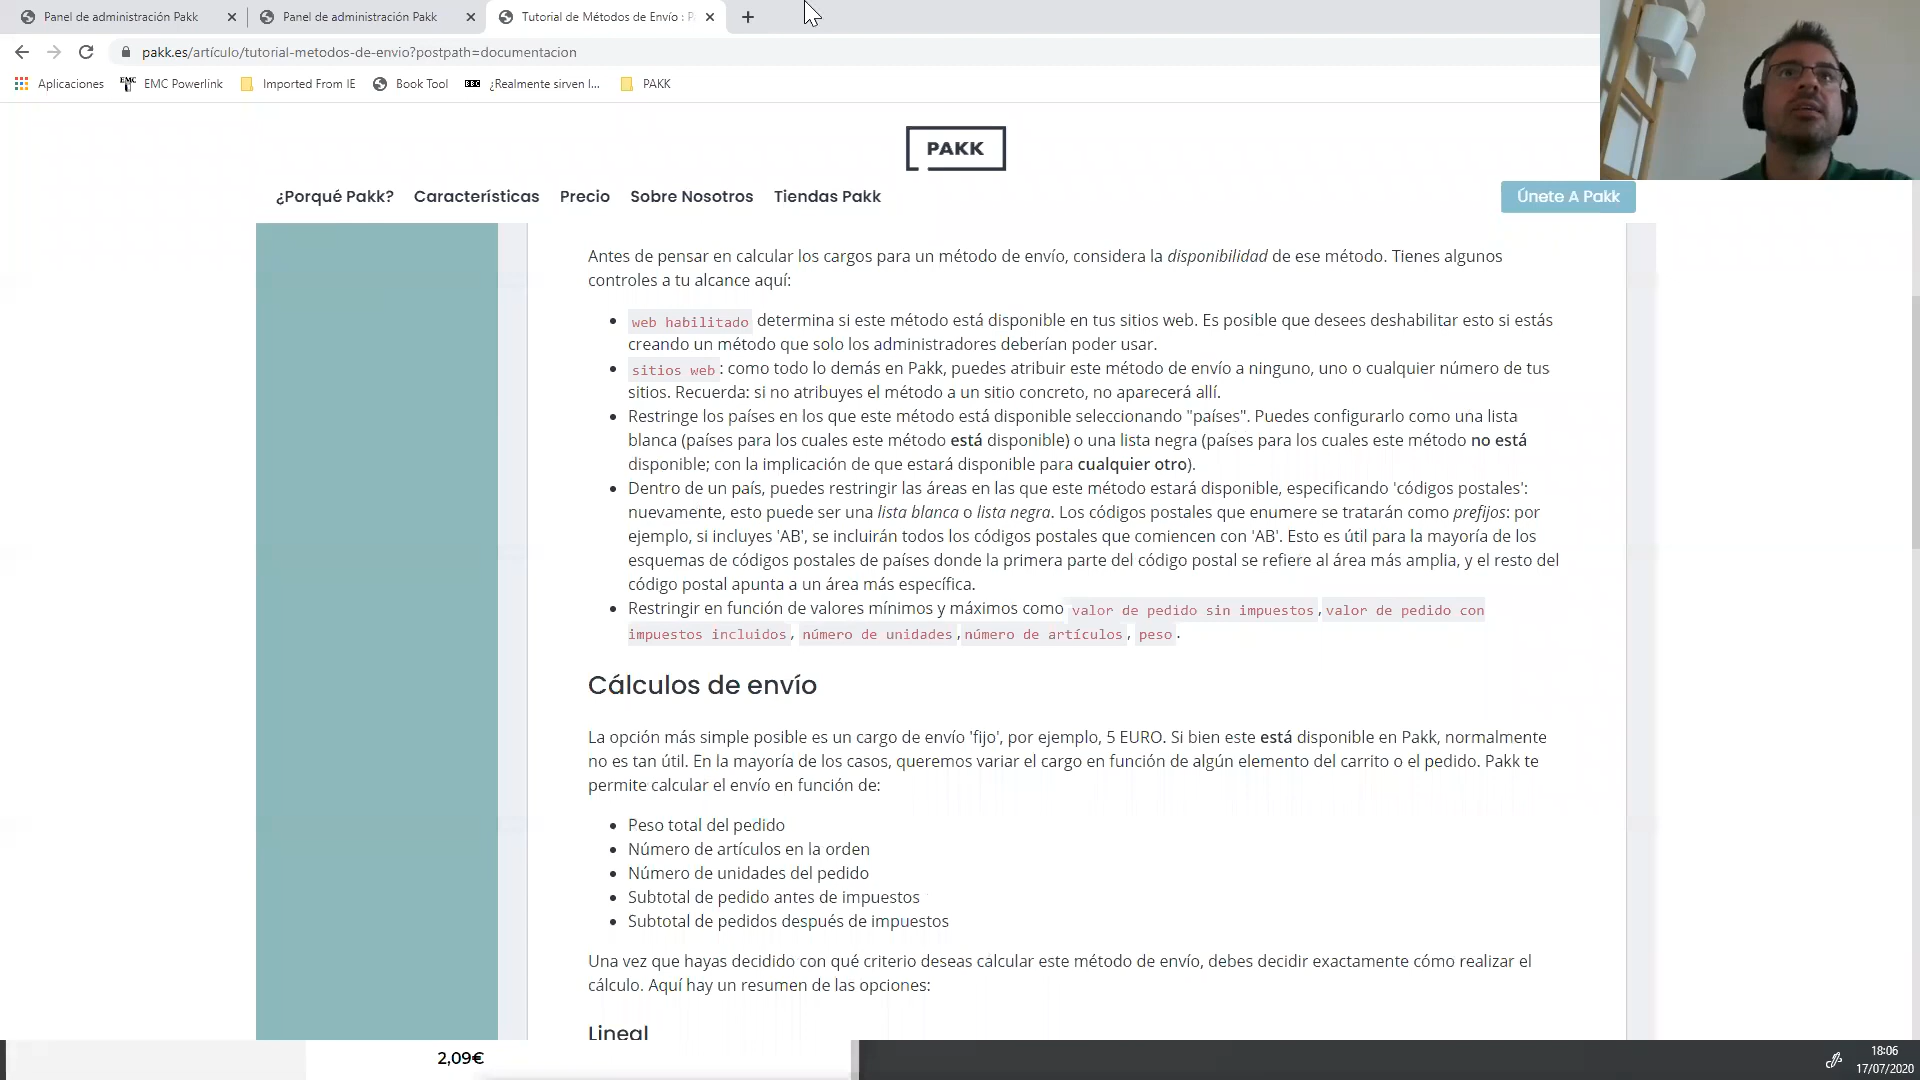 Panel de administración Pakk
Panel de administración Pakk
Tutorial de Métodos de Envío :
pakk.es/artículo/tutorial-metodos-de-envio?postpath=documentacion
Aplicaciones
EMC Powerlink
Imported From IE
Book Tool
BBC
¿Realmente sirven l...
PAKK
PAKK
¿Porqué Pakk?
Características
Precio
Sobre Nosotros
Tiendas Pakk
Únete A Pakk
Antes de pensar en calcular los cargos para un método de envío, considera la disponibilidad de ese método. Tienes algunos
controles a tu alcance aquí:
• web habilitado determina si este método está disponible en tus sitios web. Es posible que desees deshabilitar esto si estás
creando un método que solo los administradores deberían poder usar.
• sitios web : como todo lo demás en Pakk, puedes atribuir este método de envío a ninguno, uno o cualquier número de tus
sitios. Recuerda: si no atribuyes el método a un sitio concreto, no aparecerá allí.
• Restringe los países en los que este método está disponible seleccionando "países". Puedes configurarlo como una lista
blanca (países para los cuales este método está disponible) o una lista negra (países para los cuales este método no está
disponible; con la implicación de que estará disponible para cualquier otro).
• Dentro de un país, puedes restringir las áreas en las que este método estará disponible, especificando 'códigos postales':
nuevamente, esto puede ser una lista blanca o lista negra. Los códigos postales que enumere se tratarán como prefijos: por
ejemplo, si incluyes 'AB', se incluirán todos los códigos postales que comiencen con 'AB'. Esto es útil para la mayoría de los
esquemas de códigos postales de países donde la primera parte del código postal se refiere al área más amplia, y el resto del
código postal apunta a un área más específica.
• Restringir en función de valores mínimos y máximos como valor de pedido sin impuestos , valor de pedido con
impuestos incluidos , número de unidades , número de artículos , peso .
Cálculos de envío
La opción más simple posible es un cargo de envío 'fijo', por ejemplo, 5 EURO. Si bien este está disponible en Pakk, normalmente
no es tan útil. En la mayoría de los casos, queremos variar el cargo en función de algún elemento del carrito o el pedido. Pakk te
permite calcular el envío en función de:
• Peso total del pedido
• Número de artículos en la orden
• Número de unidades del pedido
• Subtotal de pedido antes de impuestos
• Subtotal de pedidos después de impuestos
Una vez que hayas decidido con qué criterio deseas calcular este método de envío, debes decidir exactamente cómo realizar el
cálculo. Aquí hay un resumen de las opciones:
Lineal
2,09€
18:06
17/07/2020